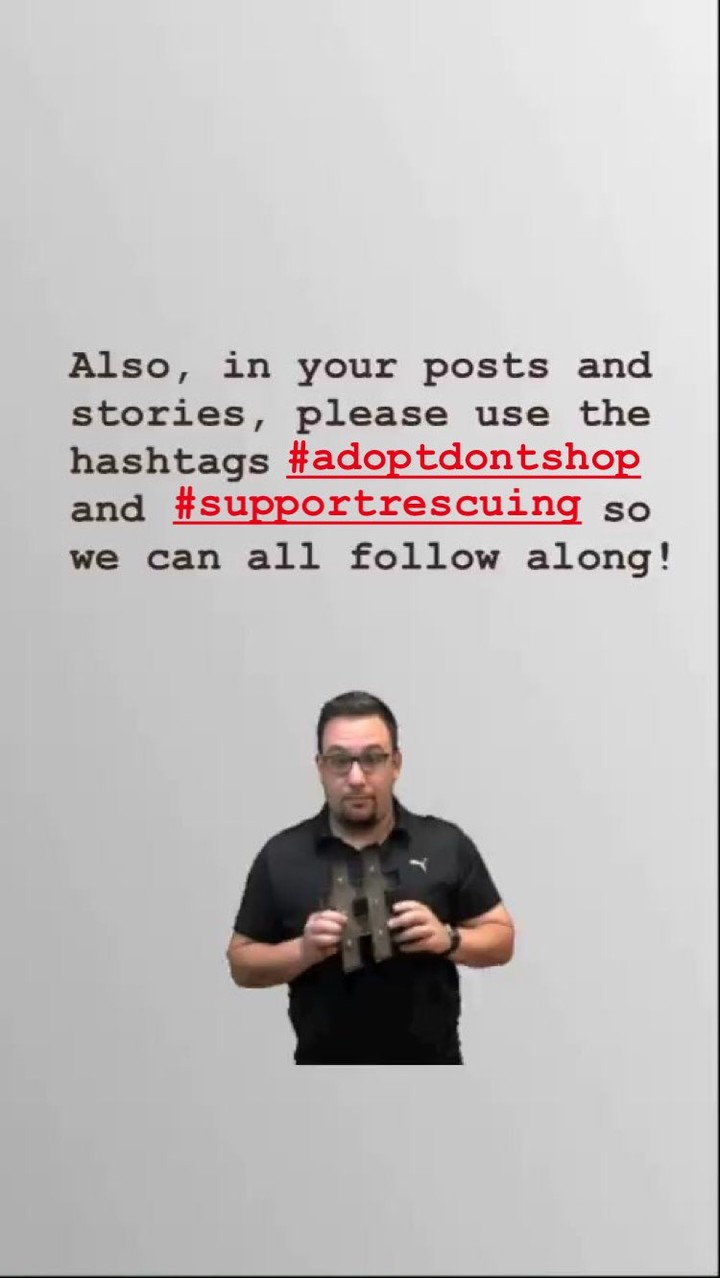 Also, in your posts and
stories, please use the
hashtags #adoptdontshop
and #supportrescuing so
we can all follow along!